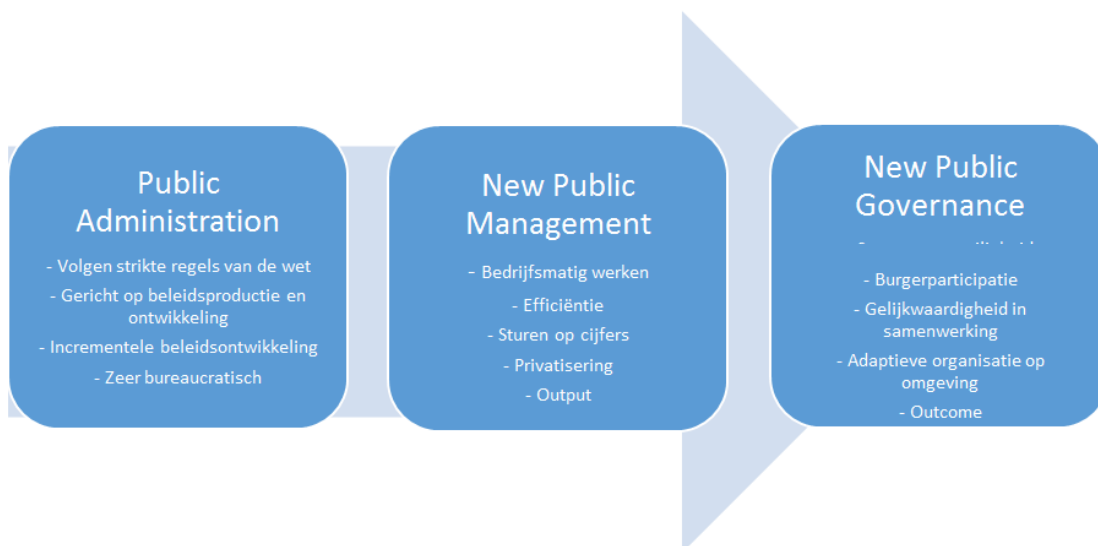 Public
Administration
- Volgen strikte regels van de wet
- Gericht op beleidsproductie en
ontwikkeling
- Incrementele beleidsontwikkeling
- Zeer bureaucratisch
New Public
Management
- Bedrijfsmatig werken
- Efficiëntie
- Sturen op cijfers
- Privatisering
- Output
New Public
Governance
- Burgerparticipatie
- Gelijkwaardigheid in
samenwerking
- Adaptieve organisatie op
omgeving
- Outcome